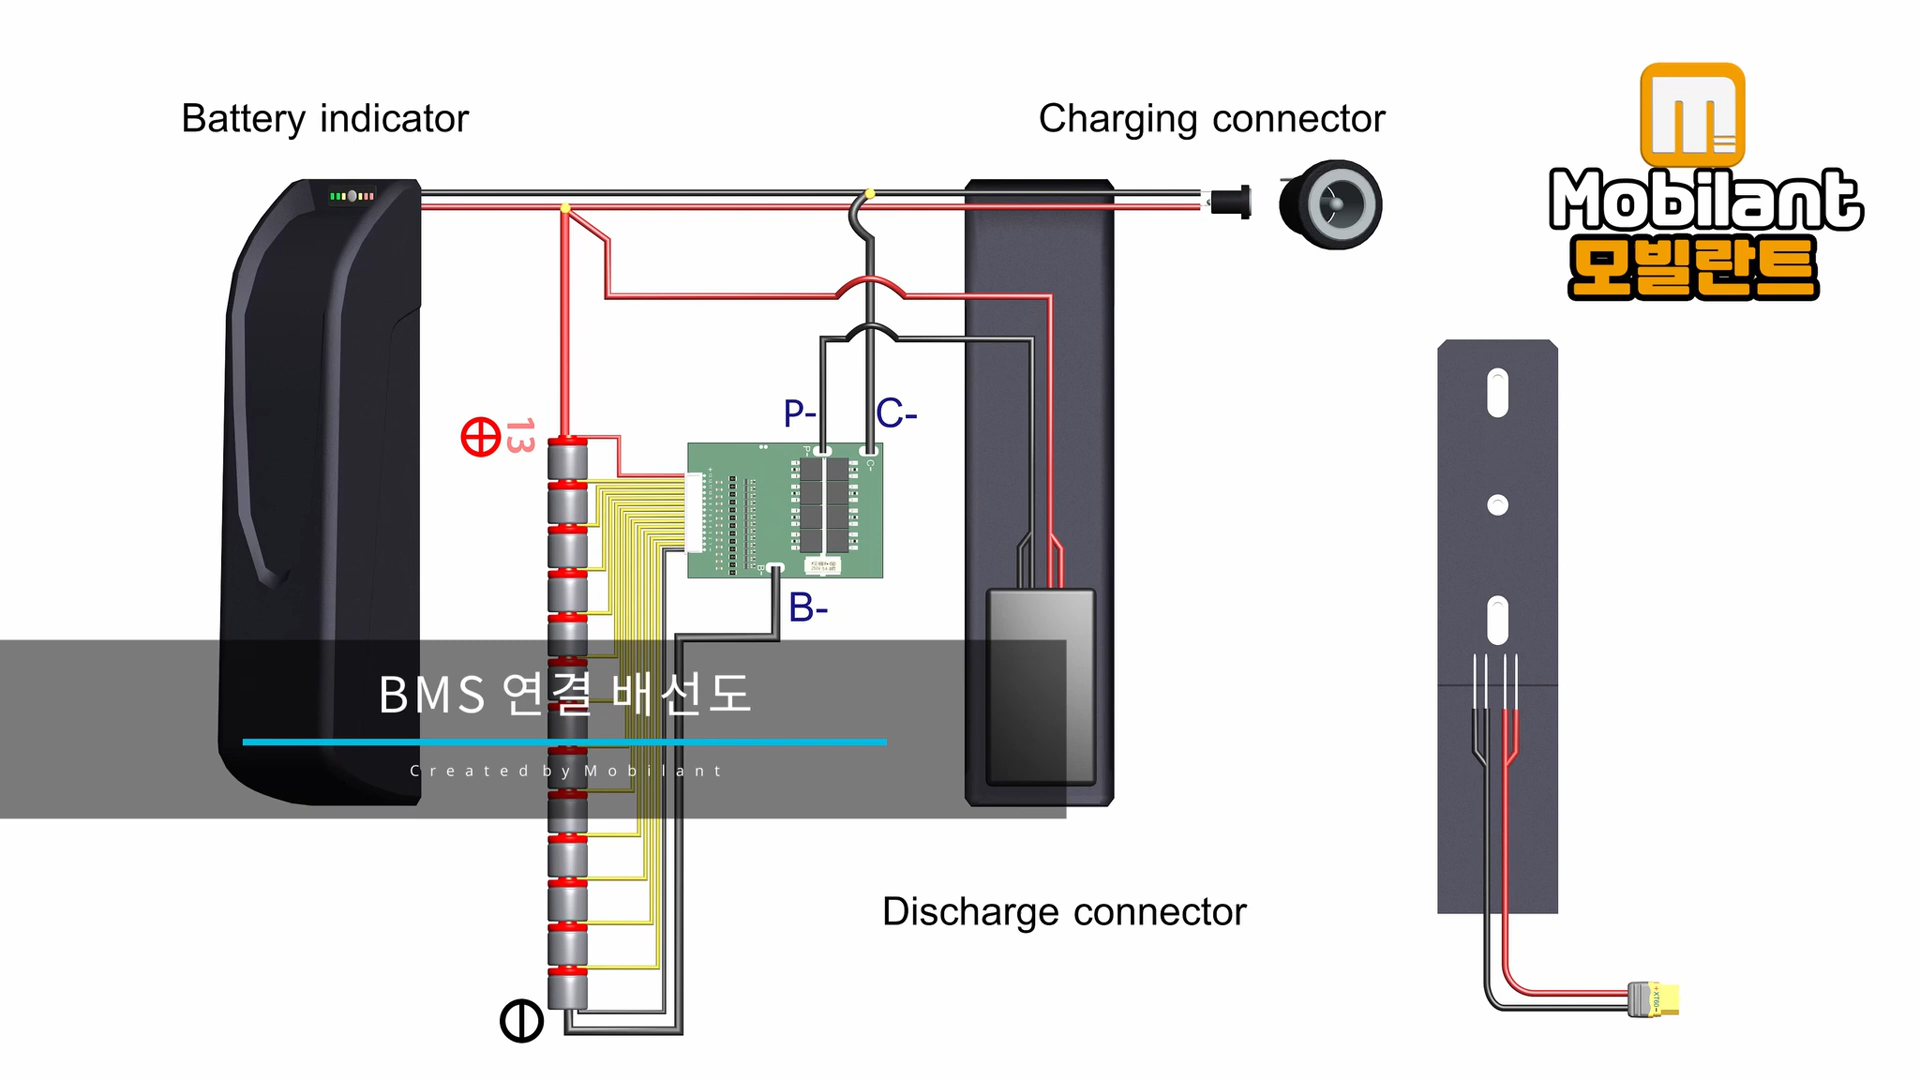 Battery indicator
Charging connector
Mobilant
모빌란트
13
P-
C-
P-
C-
B-
B-
BMS 연결 배선도
Created by Mobilant
Discharge connector
+ XT60 -